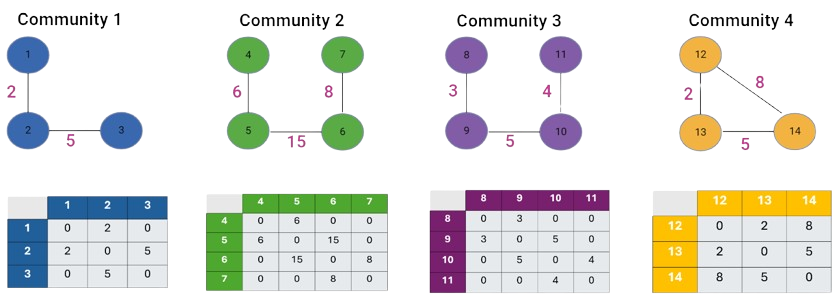 Community 1
Community 2
Community 3
Community 4
1
4
7
8
11
12
2
6
8
3
4
2
8
2
3
5
6
9
10
13
14
5
15
5
5
1 2 3
1 0 2 0
2 2 0 5
3 0 5 0
4 5 6 7
4 0 6 0 0
5 6 0 15 0
6 0 15 0 8
7 0 0 8 0
8 9 10 11
8 0 3 0 0
9 3 0 5 0
10 0 5 0 4
11 0 0 4 0
12 13 14
12 0 2 8
13 2 0 5
14 8 5 0